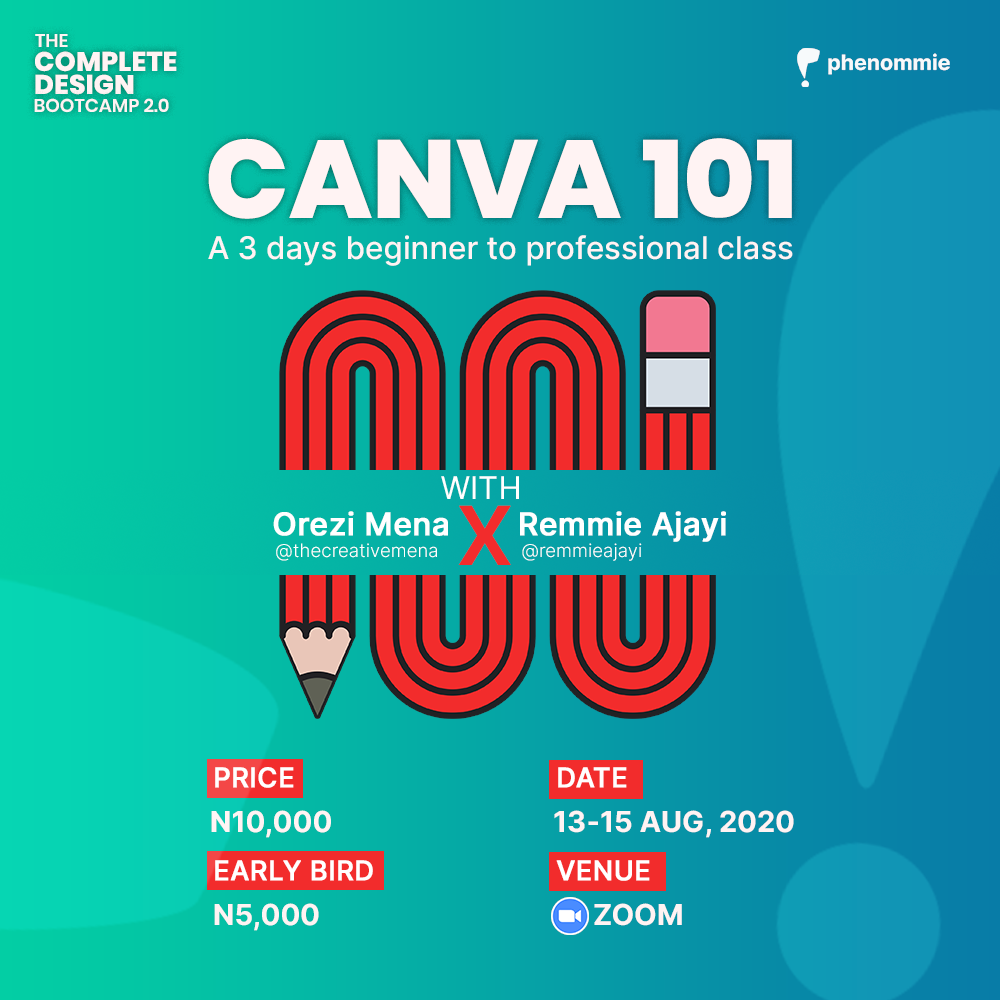 THE
COMPLETE
DESIGN
BOOTCAMP 2.0
phenommie
CANVA 101
A 3 days beginner to professional class
WITH
Orezi Mena X Remmie Ajayi
@thecreativemena @remmieajayi
PRICE
N10,000
EARLY BIRD
N5,000
DATE
13-15 AUG, 2020
VENUE
ZOOM